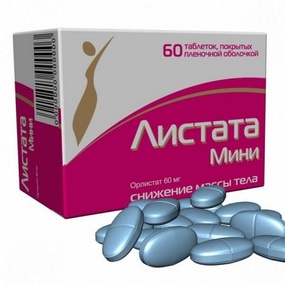 60 таблеток, покрытых
пленочной оболочкой
Листата
Мини
Орлистат 60 мг
снижение массы тела